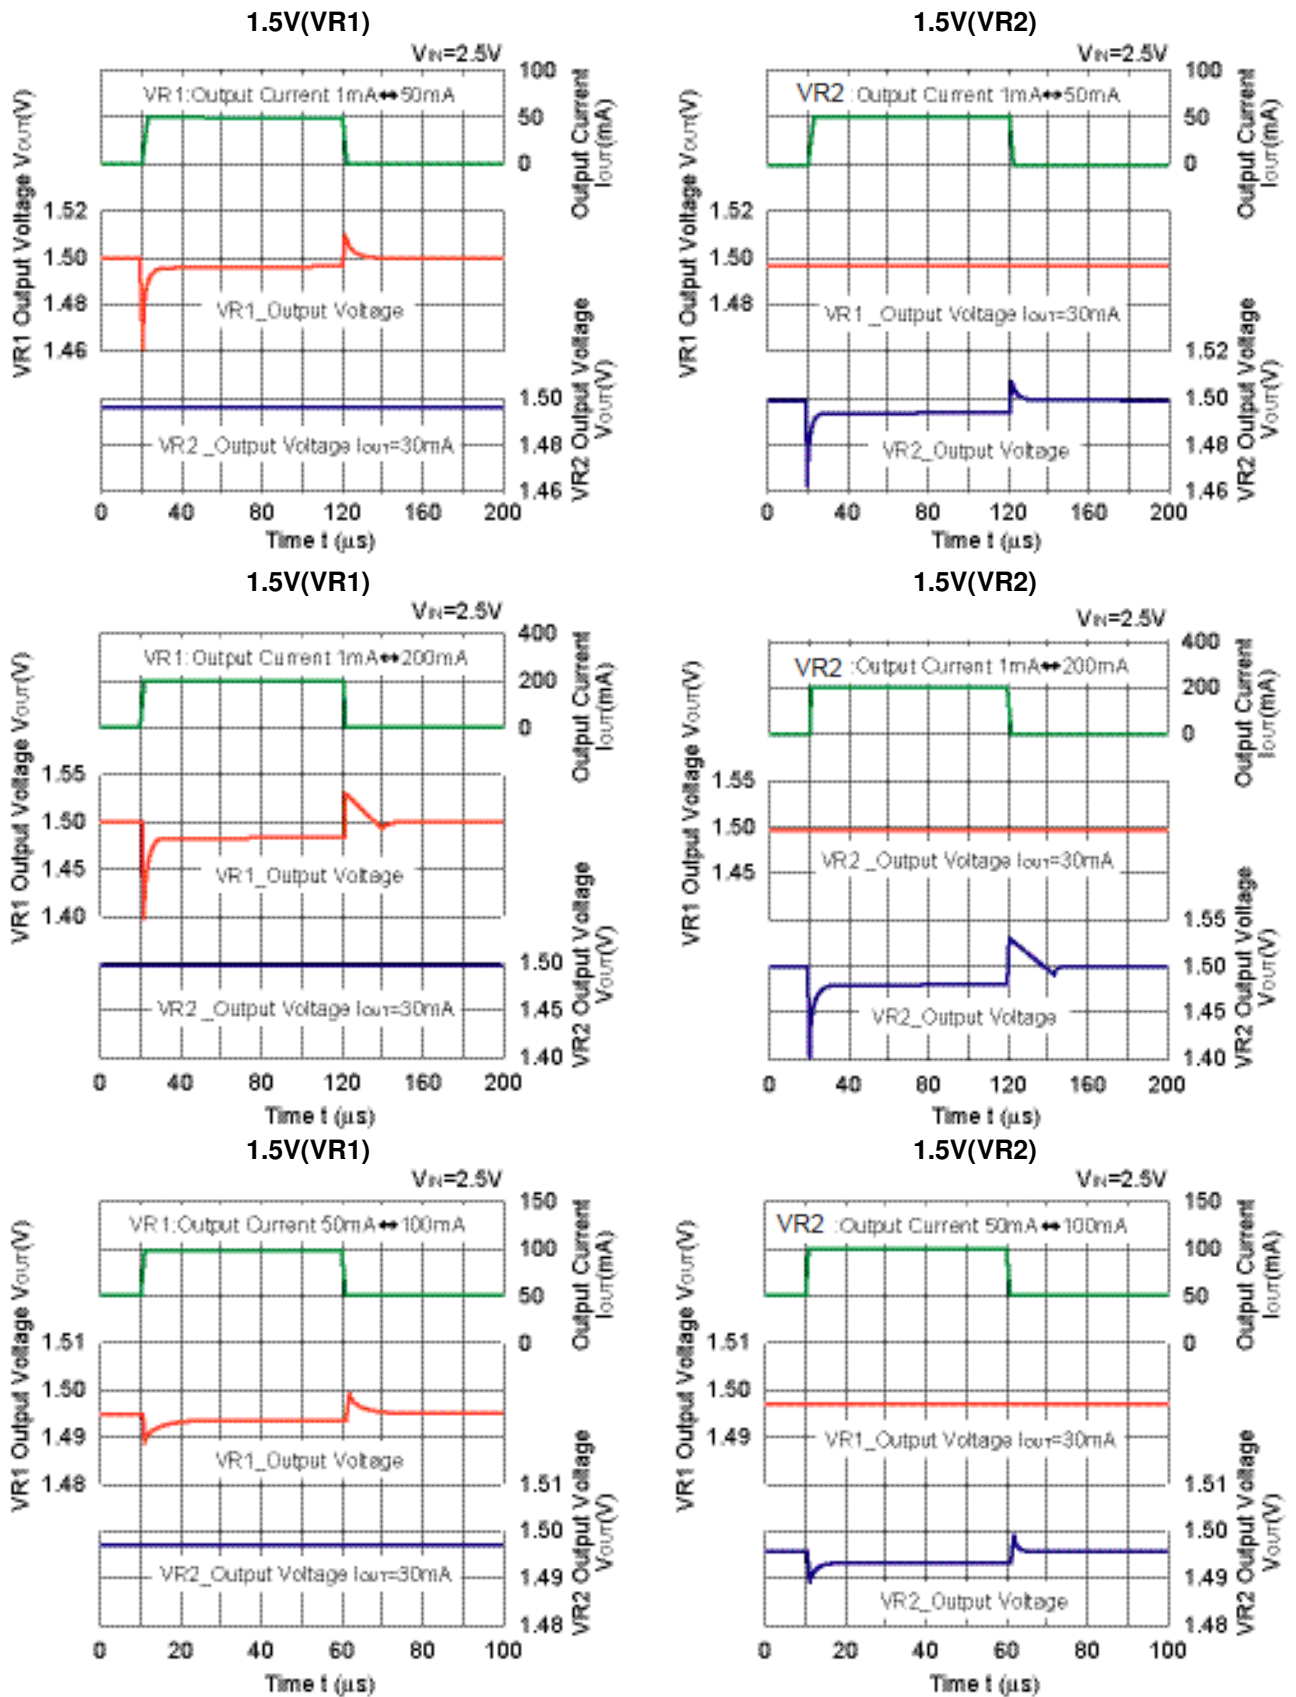 1.5V(VR1)
VIN=2.5V
VR1:Output Current 1mA↔50mA
100
50
0
Output Current
IOUT(mA)
VR1 Output Voltage VOUT(V)
1.52
1.50
1.48
1.46
VR1_Output Voltage
1.50
1.48
1.46
VR2 Output Voltage
VOUT(V)
VR2_Output Voltage IOUT=30mA
0 40 80 120 160 200
Time t (μs)
1.5V(VR2)
VIN=2.5V
VR2 :Output Current 1mA↔50mA
100
50
0
Output Current
IOUT(mA)
VR1 Output Voltage VOUT(V)
1.52
1.50
1.48
VR1_Output Voltage IOUT=30mA
1.52
1.50
1.48
1.46
VR2 Output Voltage
VOUT(V)
VR2_Output Voltage
0 40 80 120 160 200
Time t (μs)
1.5V(VR1)
VIN=2.5V
VR1:Output Current 1mA↔200mA
400
200
0
Output Current
IOUT(mA)
VR1 Output Voltage VOUT(V)
1.55
1.50
1.45
1.40
VR1_Output Voltage
1.50
1.45
1.40
VR2 Output Voltage
VOUT(V)
VR2_Output Voltage IOUT=30mA
0 40 80 120 160 200
Time t (μs)
1.5V(VR2)
VIN=2.5V
VR2 :Output Current 1mA↔200mA
400
200
0
Output Current
IOUT(mA)
VR1 Output Voltage VOUT(V)
1.55
1.50
1.45
VR2_Output Voltage IOUT=30mA
1.55
1.50
1.45
1.40
VR2 Output Voltage
VOUT(V)
VR2_Output Voltage
0 40 80 120 160 200
Time t (μs)
1.5V(VR1)
VIN=2.5V
VR1:Output Current 50mA↔100mA
150
100
50
0
Output Current
IOUT(mA)
VR1 Output Voltage VOUT(V)
1.51
1.50
1.49
1.48
VR1_Output Voltage
1.51
1.50
1.49
1.48
VR2 Output Voltage
VOUT(V)
VR2_Output Voltage IOUT=30mA
0 20 40 60 80 100
Time t (μs)
1.5V(VR2)
VIN=2.5V
VR2 :Output Current 50mA↔100mA
150
100
50
0
Output Current
IOUT(mA)
VR1 Output Voltage VOUT(V)
1.51
1.50
1.49
VR1_Output Voltage IOUT=30mA
1.51
1.50
1.49
1.48
VR2 Output Voltage
VOUT(V)
VR2_Output Voltage
0 20 40 60 80 100
Time t (μs)